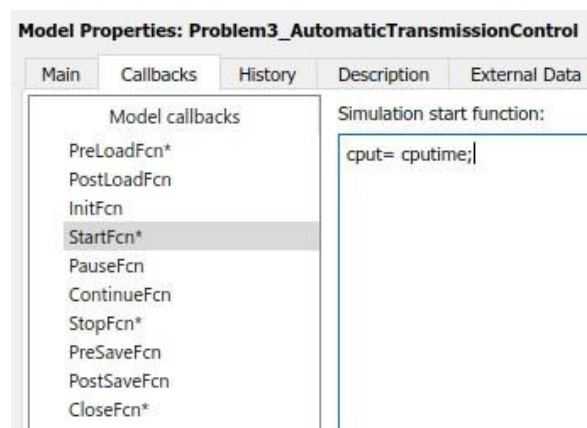 Model Properties: Problem3_AutomaticTransmissionControl
Main Callbacks History Description External Data
Model callbacks
PreLoadFcn*
PostLoadFcn
InitFcn
StartFcn*
PauseFcn
ContinueFcn
StopFcn*
PreSaveFcn
PostSaveFcn
CloseFcn*
Simulation start function:
cput= cputime;